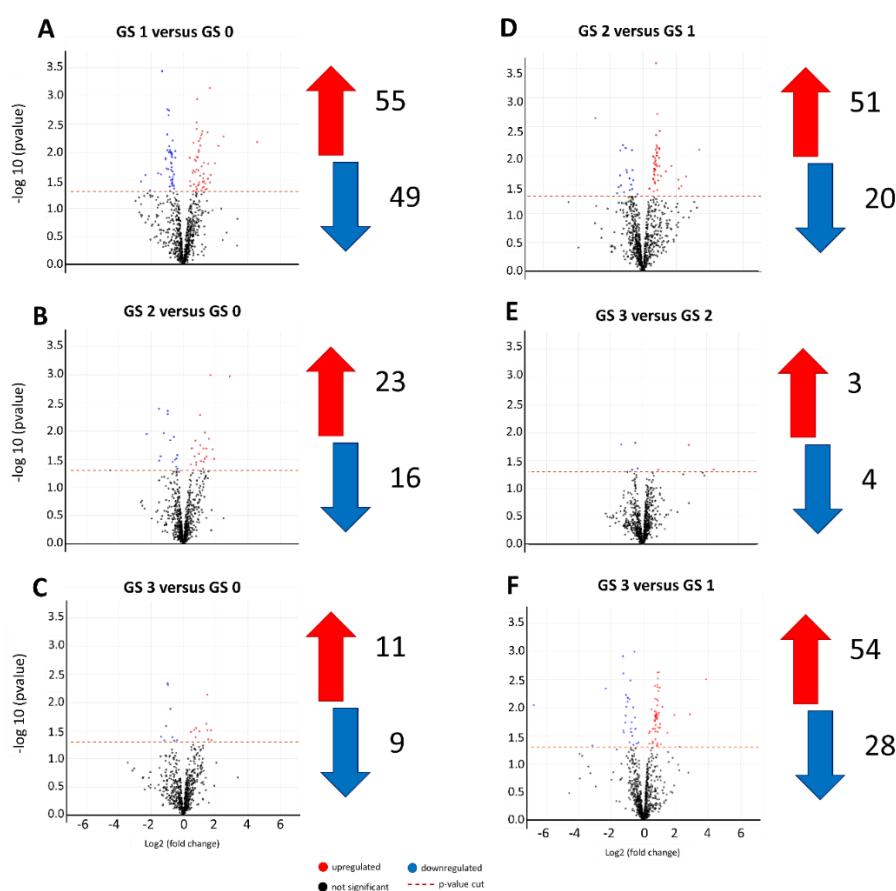 A
GS 1 versus GS 0
-log 10 (pvalue)
3.5
3.0
2.5
2.0
1.5
1.0
0.5
0.0
55
49
D
GS 2 versus GS 1
3.5
3.0
2.5
2.0
1.5
1.0
0.5
0.0
51
20
B
GS 2 versus GS 0
-log 10 (pvalue)
3.5
3.0
2.5
2.0
1.5
1.0
0.5
0.0
23
16
E
GS 3 versus GS 2
3.5
3.0
2.5
2.0
1.5
1.0
0.5
0.0
3
4
C
GS 3 versus GS 0
-log 10 (pvalue)
3.5
3.0
2.5
2.0
1.5
1.0
0.5
0.0
-6 -4 -2 0 2 4 6
Log2 (fold change)
11
9
F
GS 3 versus GS 1
3.5
3.0
2.5
2.0
1.5
1.0
0.5
0.0
-6 -4 -2 0 2 4 6
Log2 (fold change)
54
28
upregulated downregulated
not significant p-value cut